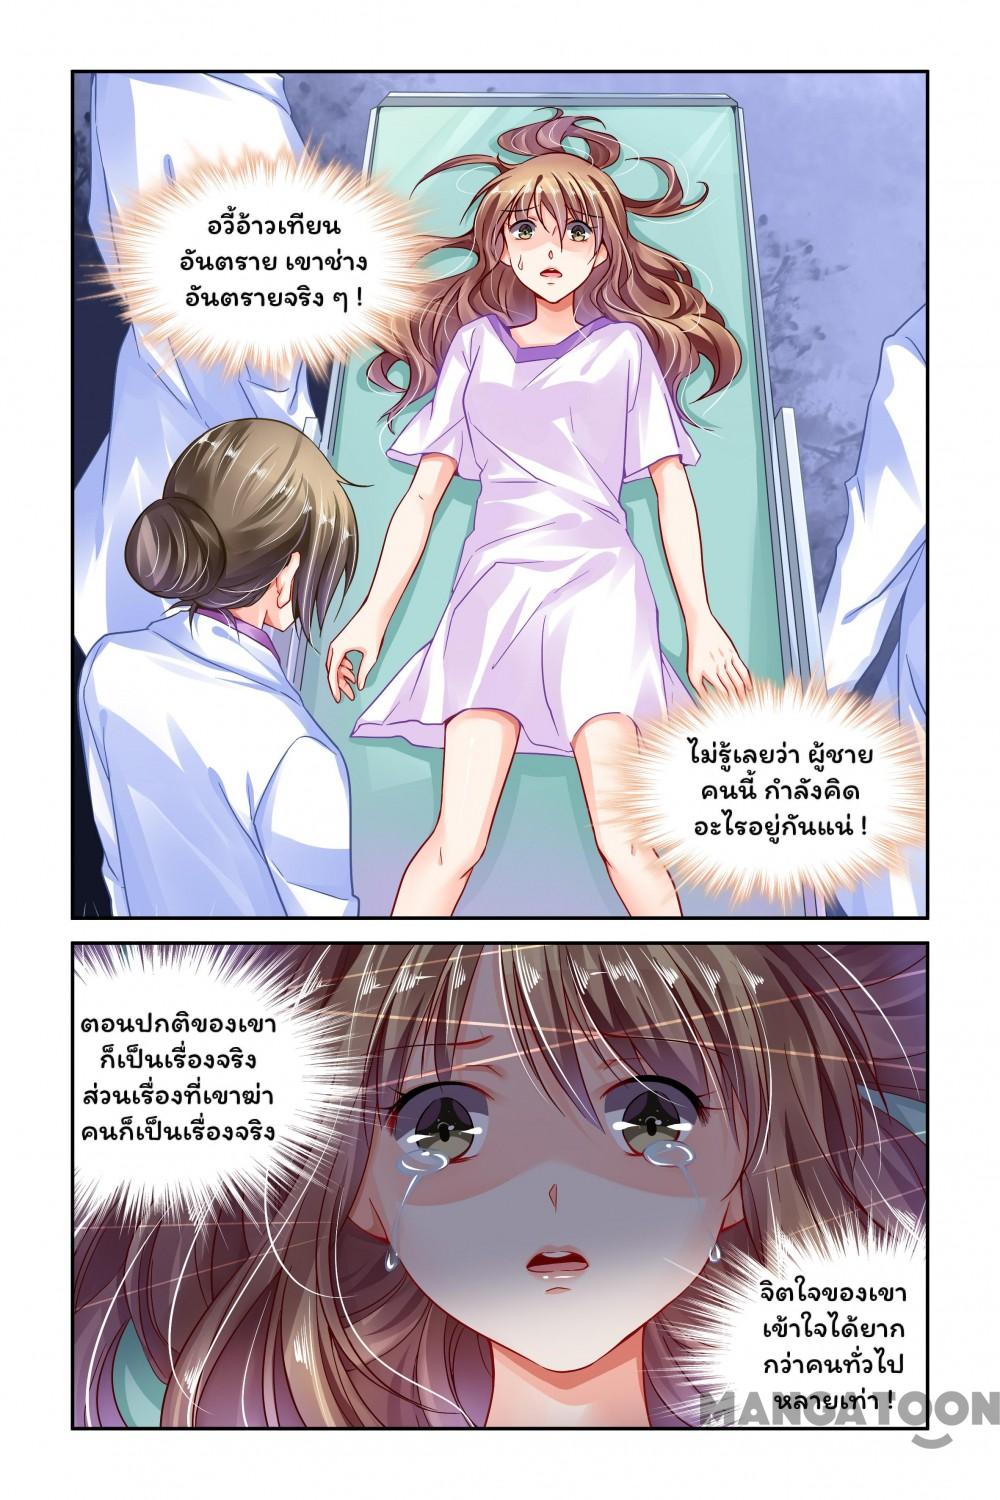 อวี้อ้าวเทียน
อันตราย เขาช่าง
อันตรายจริง ๆ !
ไม่รู้เลยว่า ผู้ชาย
คนนี้ กำลังคิด
อะไรอยู่กันแน่ !
ตอนปกติของเขา
ก็เป็นเรื่องจริง
ส่วนเรื่องที่เขาฆ่า
คนก็เป็นเรื่องจริง
จิตใจของเขา
เข้าใจได้ยาก
กว่าคนทั่วไป
หลายเท่า !
MANGATOON